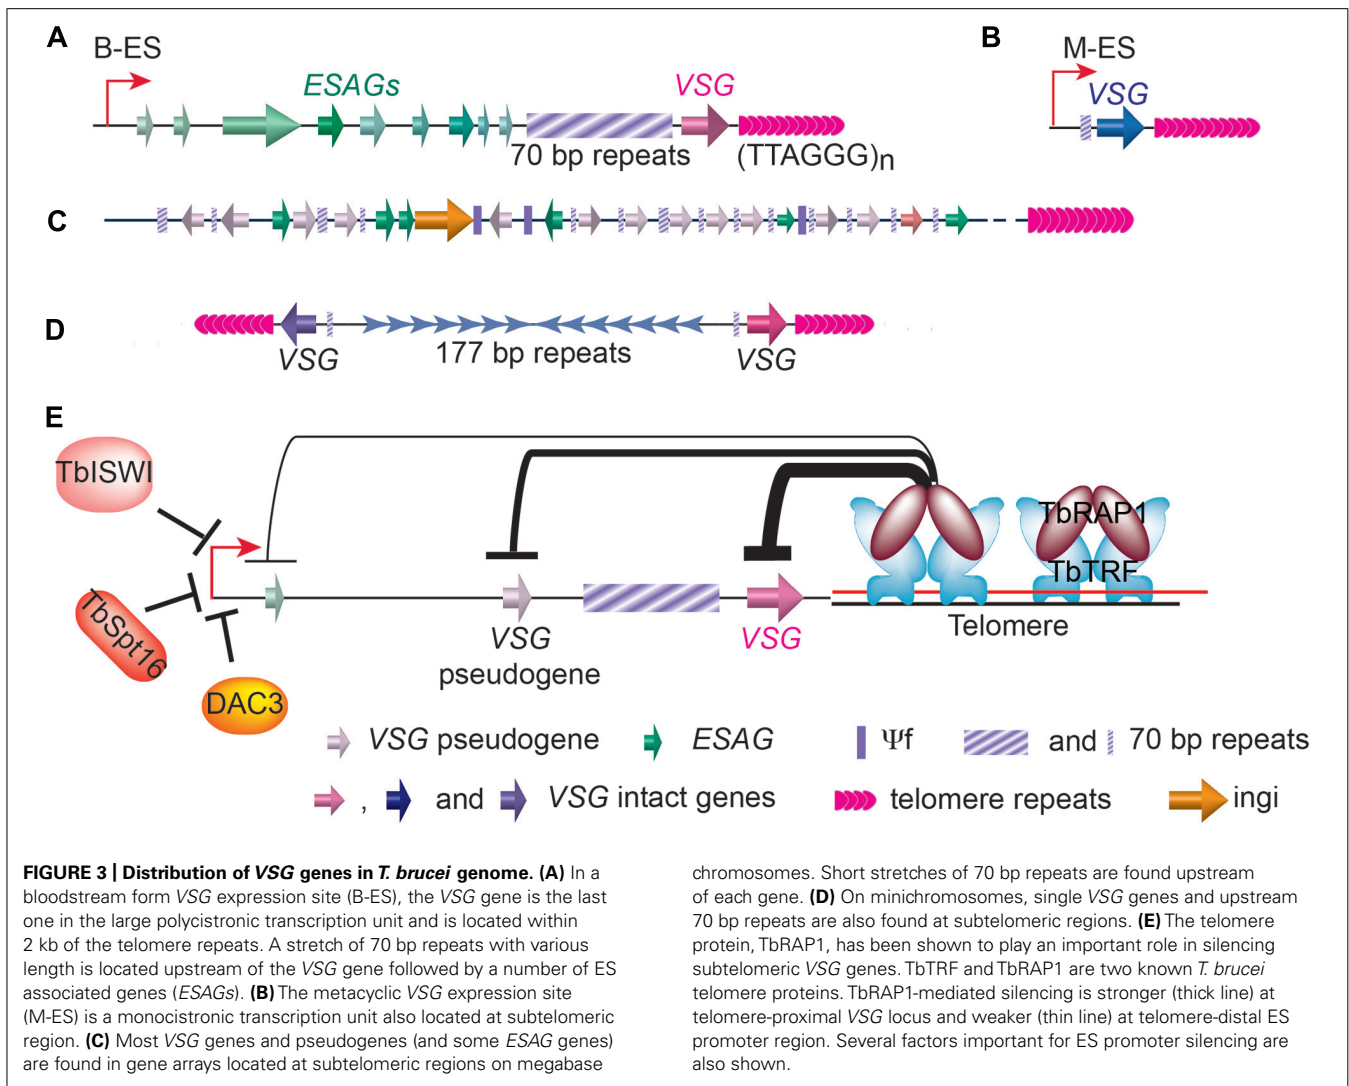 A
B-ES
ESAGs
VSG
70 bp repeats
(TTAGGG)n
B
M-ES
VSG
C
D
VSG
177 bp repeats
VSG
E
TbISWI
TbSpt16
DAC3
TbRAP1
TbTRF
Telomere
VSG
pseudogene
VSG
VSG pseudogene
ESAG
Ψf
and
70 bp repeats
, and VSG intact genes
telomere repeats
ingi
FIGURE 3 | Distribution of VSG genes in T. brucei genome. (A) In a
bloodstream form VSG expression site (B-ES), the VSG gene is the last
one in the large polycistronic transcription unit and is located within
2 kb of the telomere repeats. A stretch of 70 bp repeats with various
length is located upstream of the VSG gene followed by a number of ES
associated genes (ESAGs). (B) The metacyclic VSG expression site
(M-ES) is a monocistronic transcription unit also located at subtelomeric
region. (C) Most VSG genes and pseudogenes (and some ESAG genes)
are found in gene arrays located at subtelomeric regions on megabase
chromosomes. Short stretches of 70 bp repeats are found upstream
of each gene. (D) On minichromosomes, single VSG genes and upstream
70 bp repeats are also found at subtelomeric regions. (E) The telomere
protein, TbRAP1, has been shown to play an important role in silencing
subtelomeric VSG genes. TbTRF and TbRAP1 are two known T. brucei
telomere proteins. TbRAP1-mediated silencing is stronger (thick line) at
telomere-proximal VSG locus and weaker (thin line) at telomere-distal ES
promoter region. Several factors important for ES promoter silencing are
also shown.